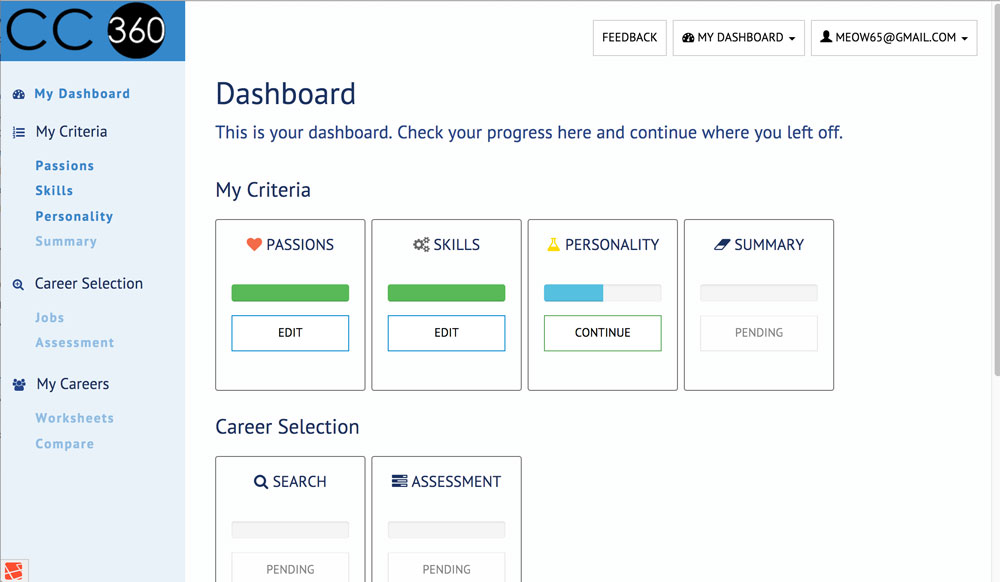 CC 360
FEEDBACK
MY DASHBOARD
MEOW65@GMAIL.COM
My Dashboard
My Criteria
Passions
Skills
Personality
Summary
Career Selection
Jobs
Assessment
My Careers
Worksheets
Compare
Dashboard
This is your dashboard. Check your progress here and continue where you left off.
My Criteria
PASSIONS
EDIT
SKILLS
EDIT
PERSONALITY
CONTINUE
SUMMARY
PENDING
Career Selection
SEARCH
PENDING
ASSESSMENT
PENDING